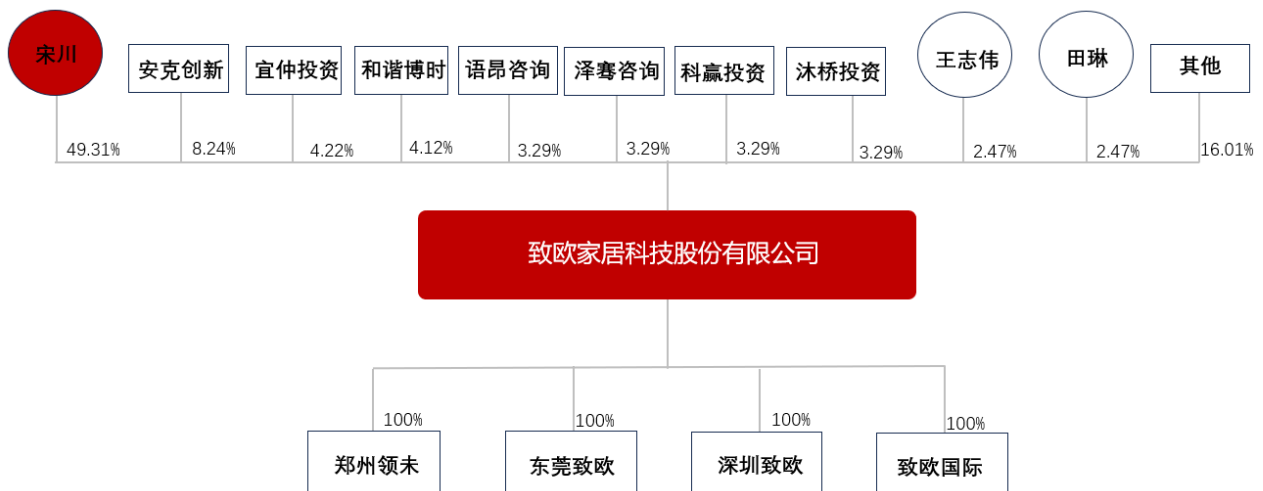 宋川
安克创新
宜仲投资
和谐博时
语昂咨询
泽骞咨询
科赢投资
沐桥投资
王志伟
田琳
其他
49.31%
8.24%
4.22%
4.12%
3.29%
3.29%
3.29%
3.29%
2.47%
2.47%
16.01%
致欧家居科技股份有限公司
100%
100%
100%
100%
郑州领未
东莞致欧
深圳致欧
致欧国际